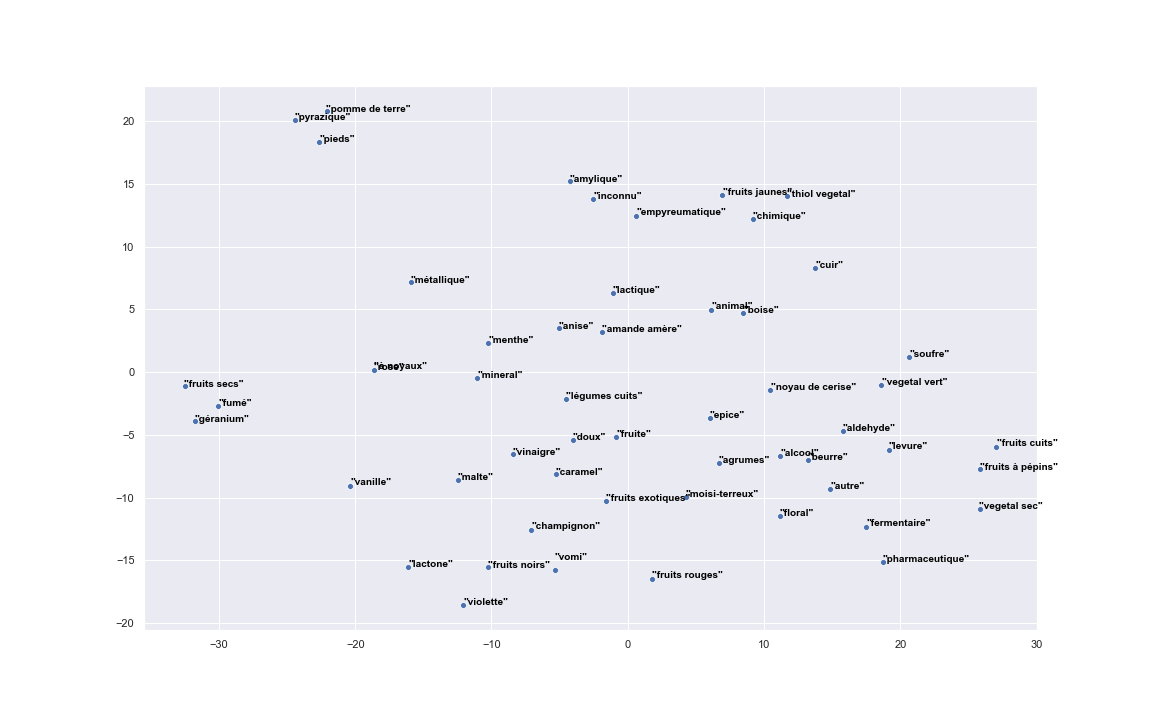 "pomme de terre"
"pyrazique"
20
"pieds"
"amylique"
15
"inconnu"
"fruits jaunes"
"thiol vegetal"
"empyreumatique"
"chimique"
10
"cuir"
"métallique"
"lactique"
5
"animal"
"boise"
"anise"
"amande amère"
"menthe"
"soufre"
"à noyaux"
"rose"
0
"mineral"
"fruits secs"
"vegetal vert"
"noyau de cerise"
"légumes cuits"
"fumé"
"géranium"
"epice"
"aldehyde"
−5
"doux"
"fruite"
"fruits cuits"
"levure"
"vinaigre"
"alcool"
"beurre"
"agrumes"
"fruits à pépins"
"caramel"
"malte"
"vanille"
"autre"
−10
"fruits exotiques"
"moisi-terreux"
"vegetal sec"
"floral"
"fermentaire"
"champignon"
−15
"vomi"
"pharmaceutique"
"lactone"
"fruits noirs"
"fruits rouges"
"violette"
−20
−30 −20 −10 0 10 20 30